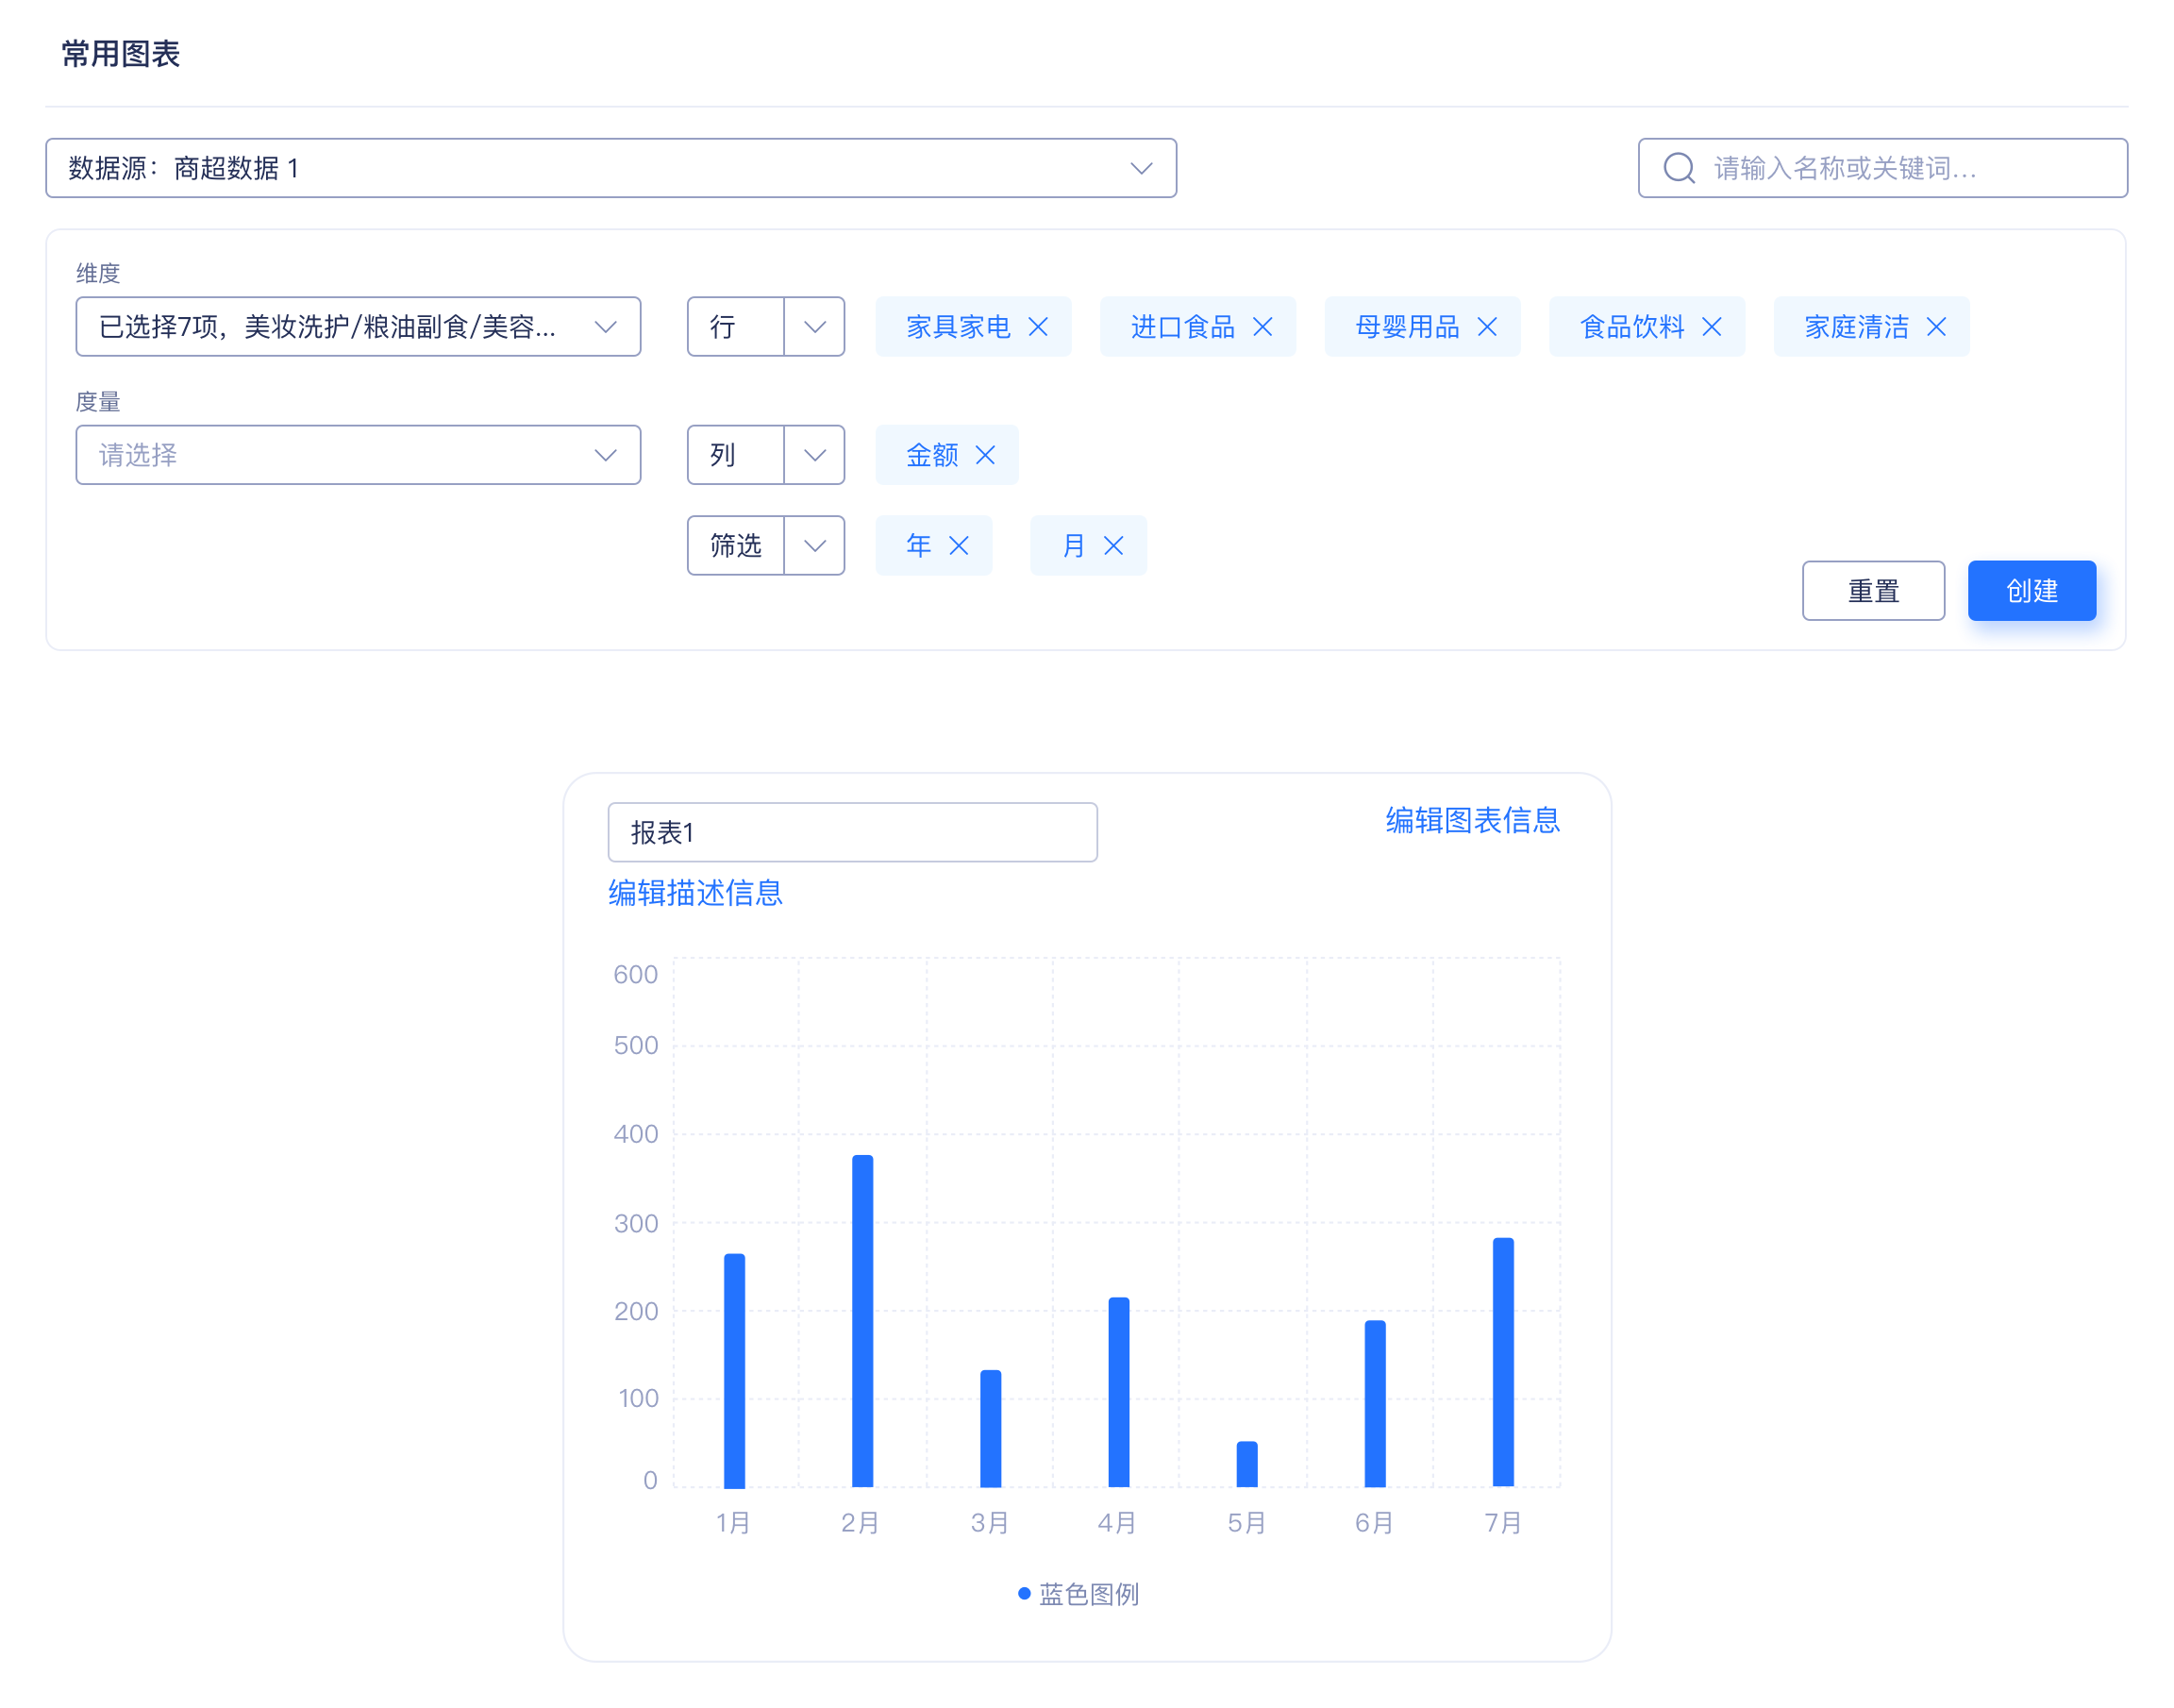 常用图表
数据源：商超数据 1
请输入名称或关键词...
维度
已选择7项，美妆洗护/粮油副食/美容...
行
家具家电
进口食品
母婴用品
食品饮料
家庭清洁
度量
请选择
列
金额
筛选
年
月
重置
创建
报表1
编辑图表信息
编辑描述信息
600
500
400
300
200
100
0
1月
2月
3月
4月
5月
6月
7月
蓝色图例